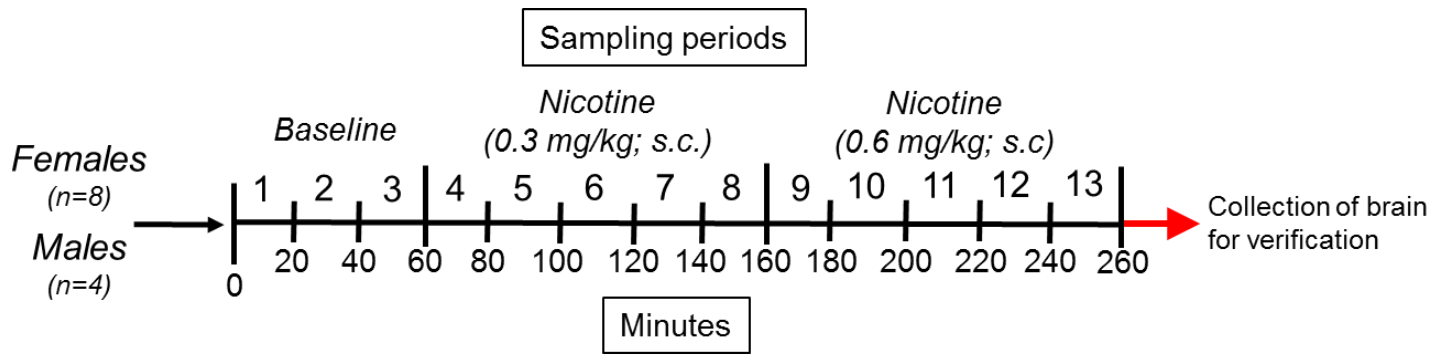 Sampling periods
Baseline
Nicotine
(0.3 mg/kg; s.c.)
Nicotine
(0.6 mg/kg; s.c)
Females
(n=8)
Males
(n=4)
1 2 3 4 5 6 7 8 9 10 11 12 13
0 20 40 60 80 100 120 140 160 180 200 220 240 260
Collection of brain
for verification
Minutes